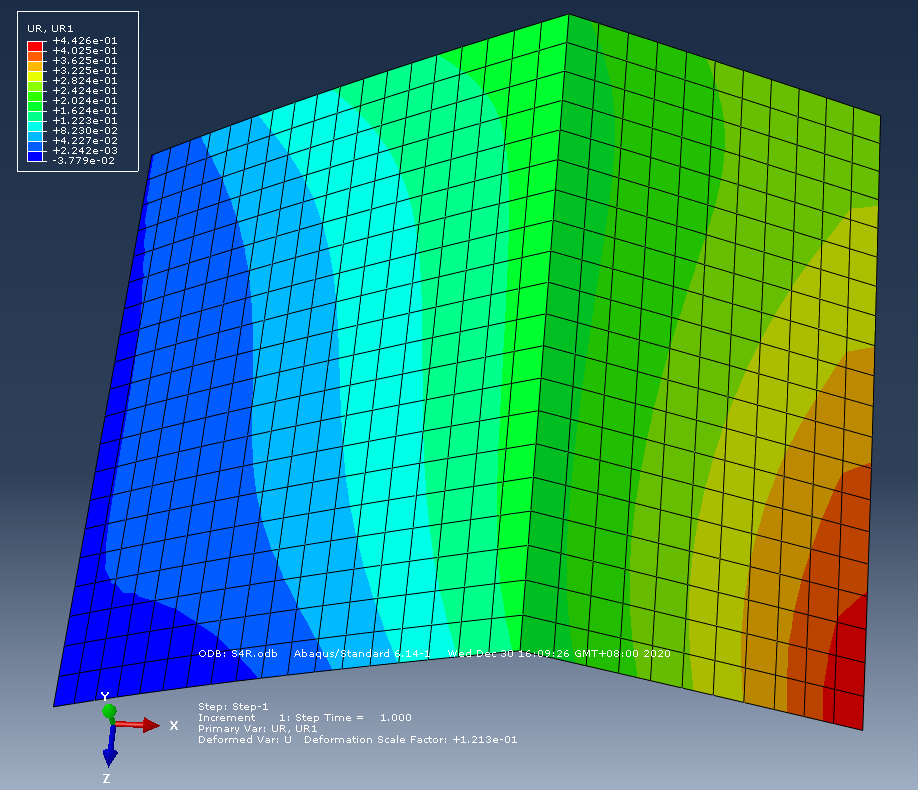 UR, UR1
+4.426e-01
+4.025e-01
+3.625e-01
+3.225e-01
+2.824e-01
+2.424e-01
+2.024e-01
+1.624e-01
+1.223e-01
+8.230e-02
+4.227e-02
+2.242e-03
-3.779e-02
ODB: S4R.odb    Abaqus/Standard 6.14-1    Wed Dec 30 16:09:26 GMT+08:00 2020
Y
X
Z
Step: Step-1
Increment    1: Step Time =    1.000
Primary Var: UR, UR1
Deformed Var: U   Deformation Scale Factor: +1.213e-01